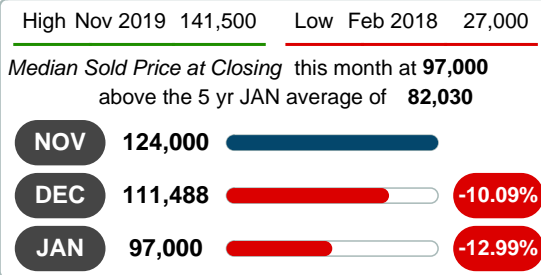 High Nov 2019 141,500 Low Feb 2018 27,000
Median Sold Price at Closing this month at 97,000
above the 5 yr JAN average of 82,030
NOV 124,000
DEC 111,488 -10.09%
JAN 97,000 -12.99%